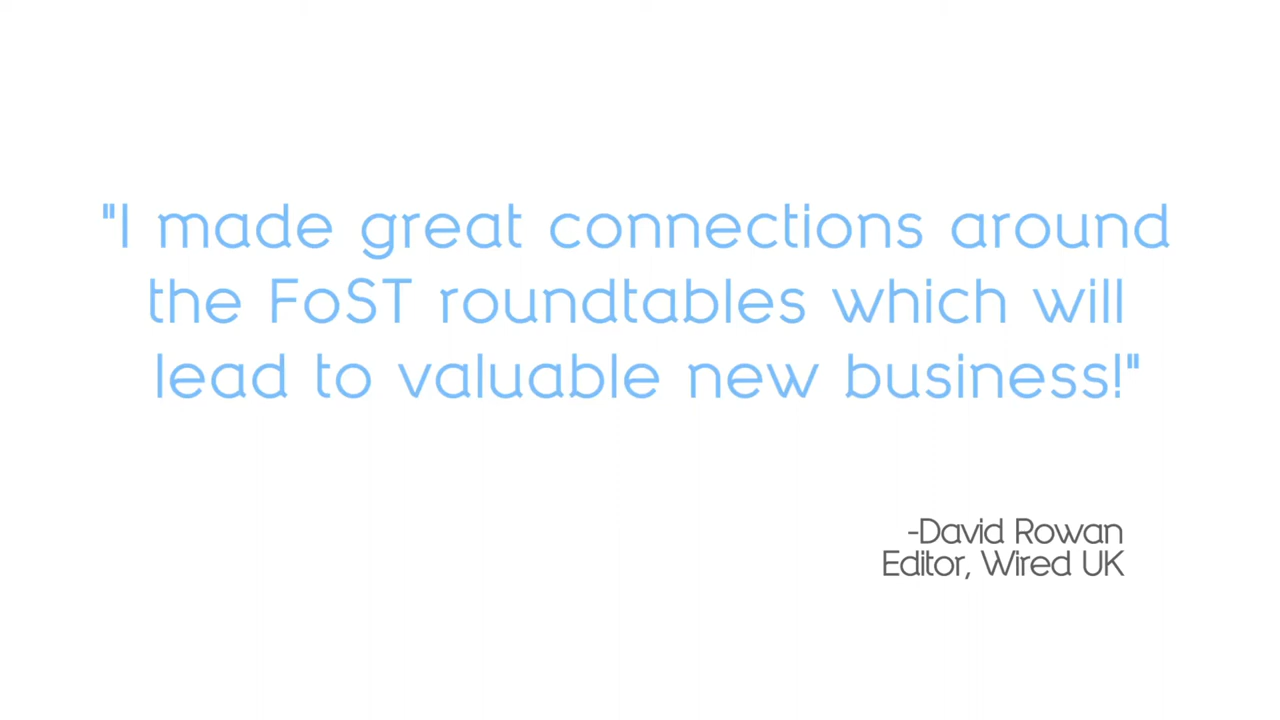 "I made great connections around
the FoST roundtables which will
lead to valuable new business!"
-David Rowan
Editor, Wired UK